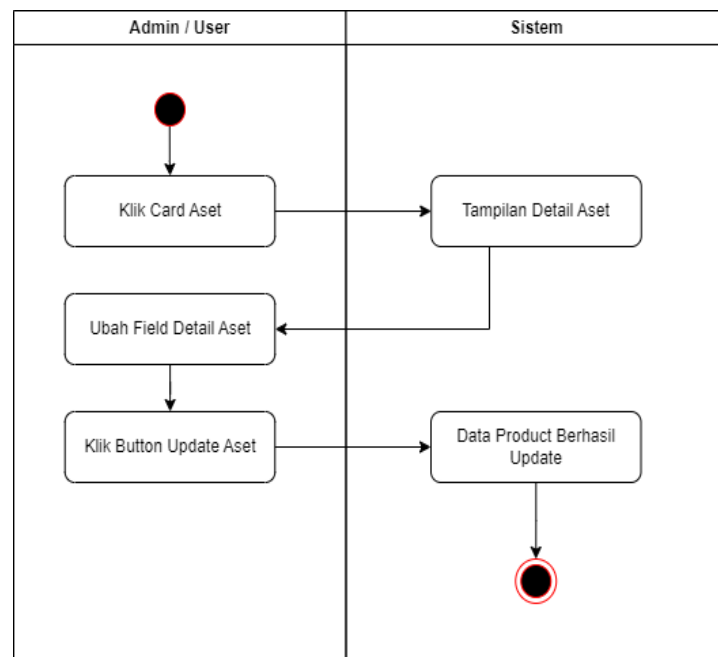 Admin / User
Sistem
Klik Card Aset
Tampilan Detail Aset
Ubah Field Detail Aset
Klik Button Update Aset
Data Product Berhasil
Update